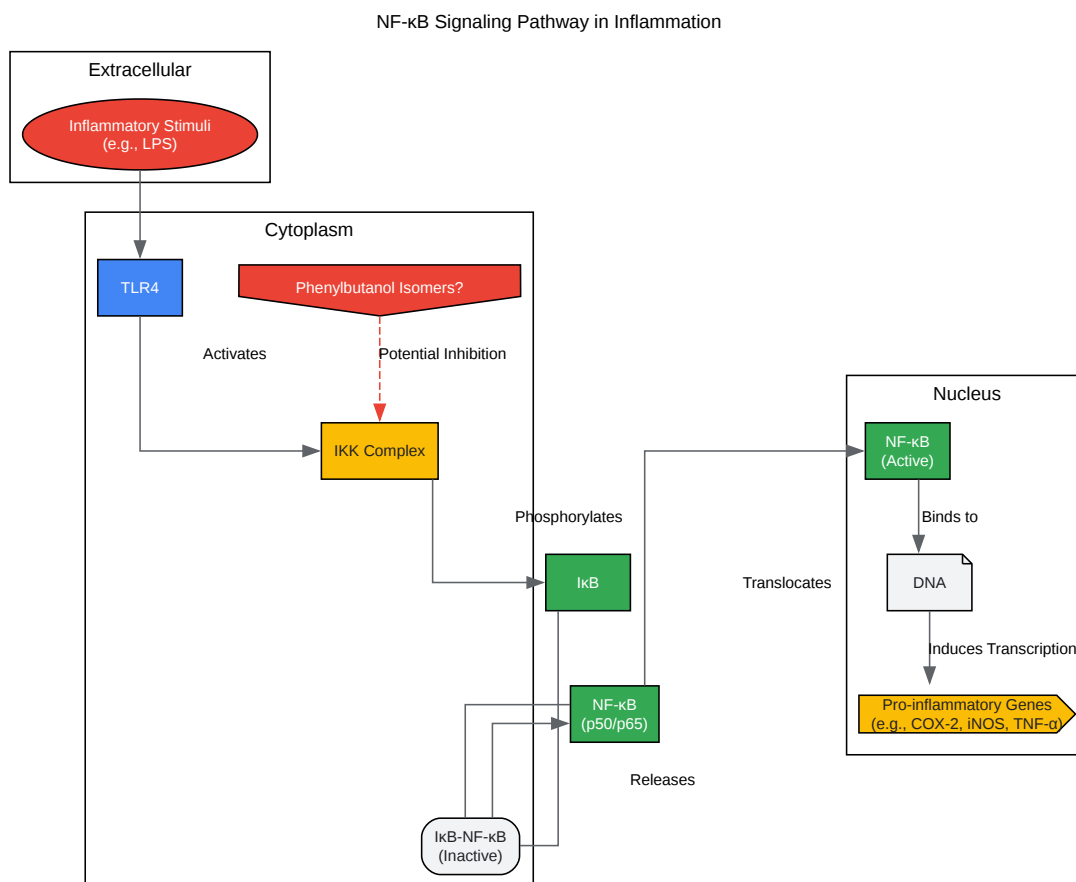 NF-κB Signaling Pathway in Inflammation
Extracellular
Inflammatory Stimuli
(e.g., LPS)
Cytoplasm
TLR4
Phenylbutanol Isomers?
Activates
Potential Inhibition
IKK Complex
Phosphorylates
IκB
Translocates
NF-κB
(p50/p65)
Releases
IκB-NF-κB
(Inactive)
Nucleus
NF-κB
(Active)
Binds to
DNA
Induces Transcription
Pro-inflammatory Genes
(e.g., COX-2, iNOS, TNF-α)